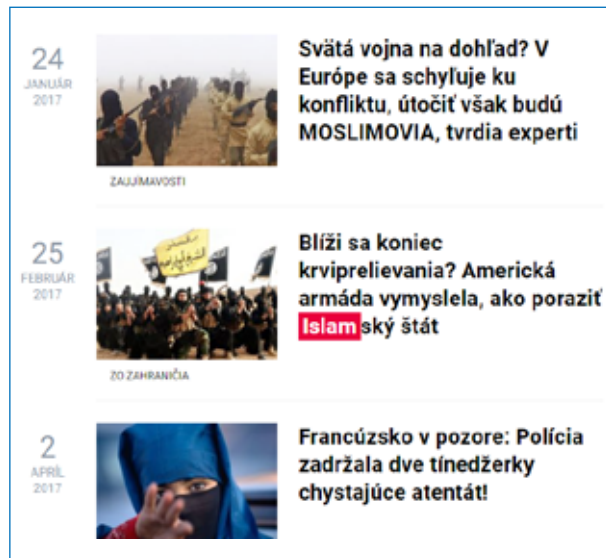 24
JANUÁR
2017
Svätá vojna na dohľad? V
Európe sa schyľuje ku
konfliktu, útočiť však budú
MOSLIMOVIA, tvrdia experti
ZAUJÍMAVOSTI
25
FEBRUÁR
2017
Blíži sa koniec
krviprelievania? Americká
armáda vymyslela, ako poraziť
Islamský štát
ZO ZAHRANIČIA
2
APRÍL
2017
Francúzsko v pozore: Polícia
zadržala dve tínedžerky
chystajúce atentát!